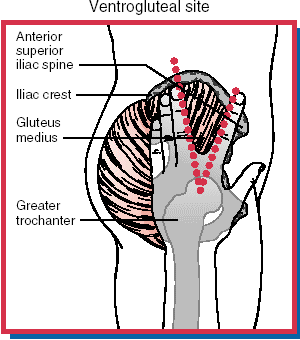 Ventrogluteal site
Anterior
superior
iliac spine
Iliac crest
Gluteus
medius
Greater
trochanter